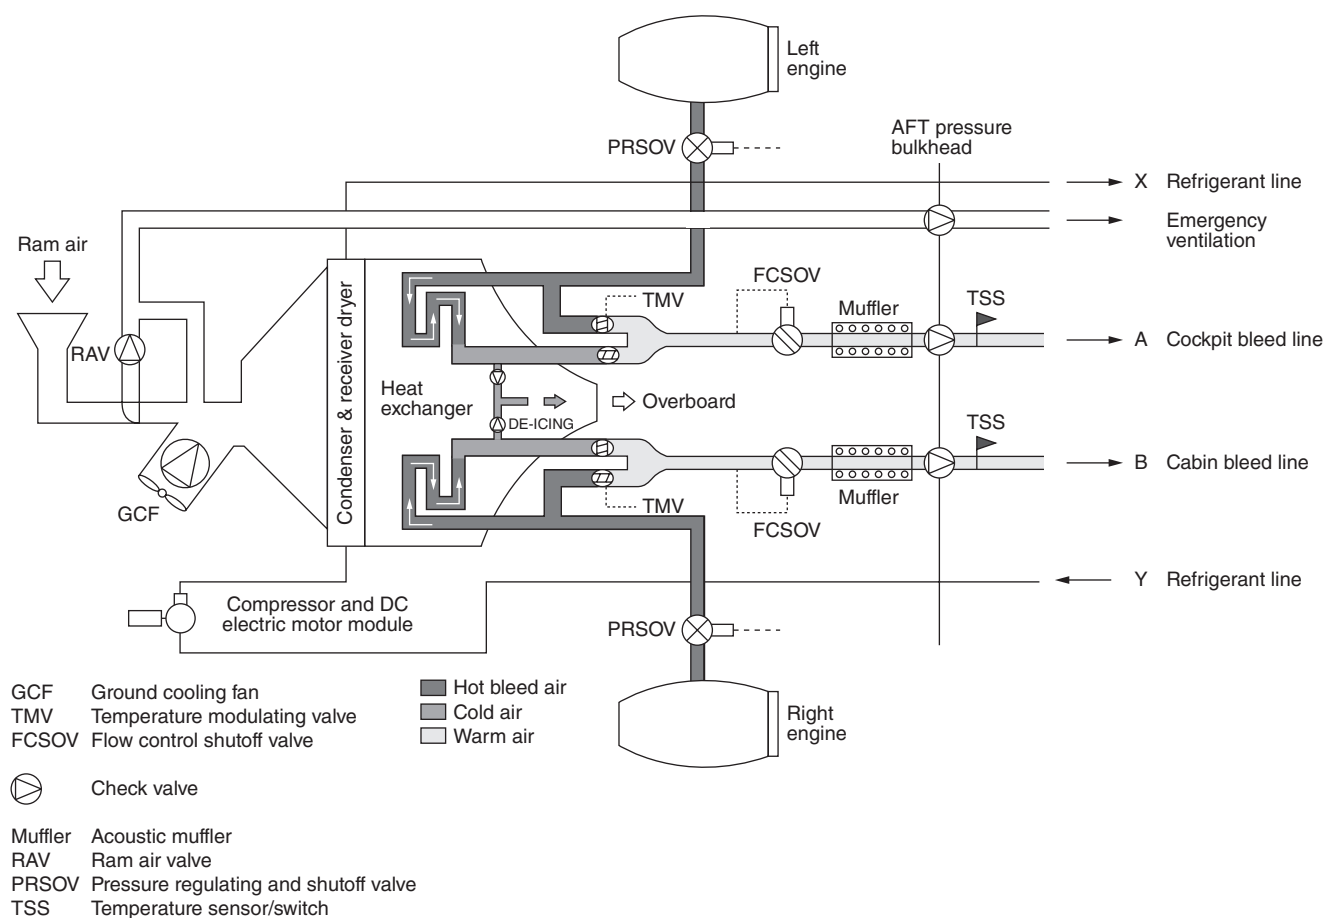 Left
engine
PRSOV
AFT pressure
bulkhead
X Refrigerant line
Emergency
ventilation
Ram air
RAV
GCF
Condenser & receiver dryer
Heat
exchanger
TMV
FCSOV
Muffler
TSS
A Cockpit bleed line
Overboard
DE-ICING
TSS
B Cabin bleed line
Muffler
TMV
FCSOV
Y Refrigerant line
Compressor and DC
electric motor module
PRSOV
Right
engine
GCF Ground cooling fan
TMV Temperature modulating valve
FCSOV Flow control shutoff valve
Check valve
Muffler Acoustic muffler
RAV Ram air valve
PRSOV Pressure regulating and shutoff valve
TSS Temperature sensor/switch
Hot bleed air
Cold air
Warm air